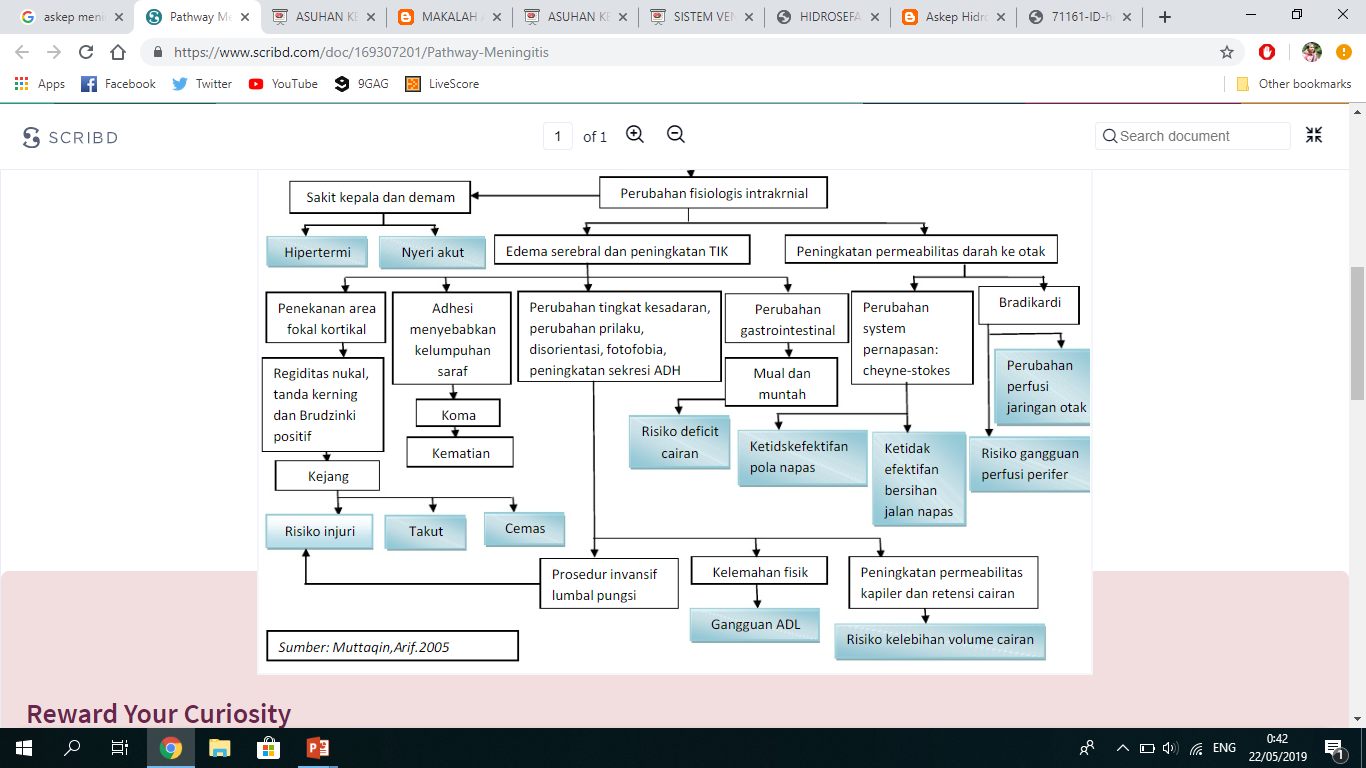 askep meni
Pathway Me
ASUHAN KE
MAKALAH A
ASUHAN KE
SISTEM VEN
HIDROSEFA
Askep Hidro
71161-ID-h
https://www.scribd.com/doc/169307201/Pathway-Meningitis
Apps
Facebook
Twitter
YouTube
9GAG
LiveScore
Other bookmarks
SCRIBD
1 of 1
Search document
Sakit kepala dan demam
Perubahan fisiologis intrakrnial
Hipertermi
Nyeri akut
Edema serebral dan peningkatan TIK
Peningkatan permeabilitas darah ke otak
Penekanan area
fokal kortikal
Adhesi
menyebabkan
kelumpuhan
saraf
Perubahan tingkat kesadaran,
perubahan prilaku,
disorientasi, fotofobia,
peningkatan sekresi ADH
Perubahan
gastrointestinal
Perubahan
system
pernapasan:
cheyne-stokes
Bradikardi
Regiditas nukal,
tanda kerning
dan Brudzinki
positif
Mual dan
muntah
Perubahan
perfusi
jaringan otak
Koma
Kematian
Risiko deficit
cairan
Ketidskefektifan
pola napas
Ketidak
efektifan
bersihan
jalan napas
Risiko gangguan
perfusi perifer
Kejang
Risiko injuri
Takut
Cemas
Prosedur invansif
lumbal pungsi
Kelemahan fisik
Peningkatan permeabilitas
kapiler dan retensi cairan
Gangguan ADL
Risiko kelebihan volume cairan
Sumber: Muttaqin,Arif.2005
Reward Your Curiosity
ENG
0:42
22/05/2019
1